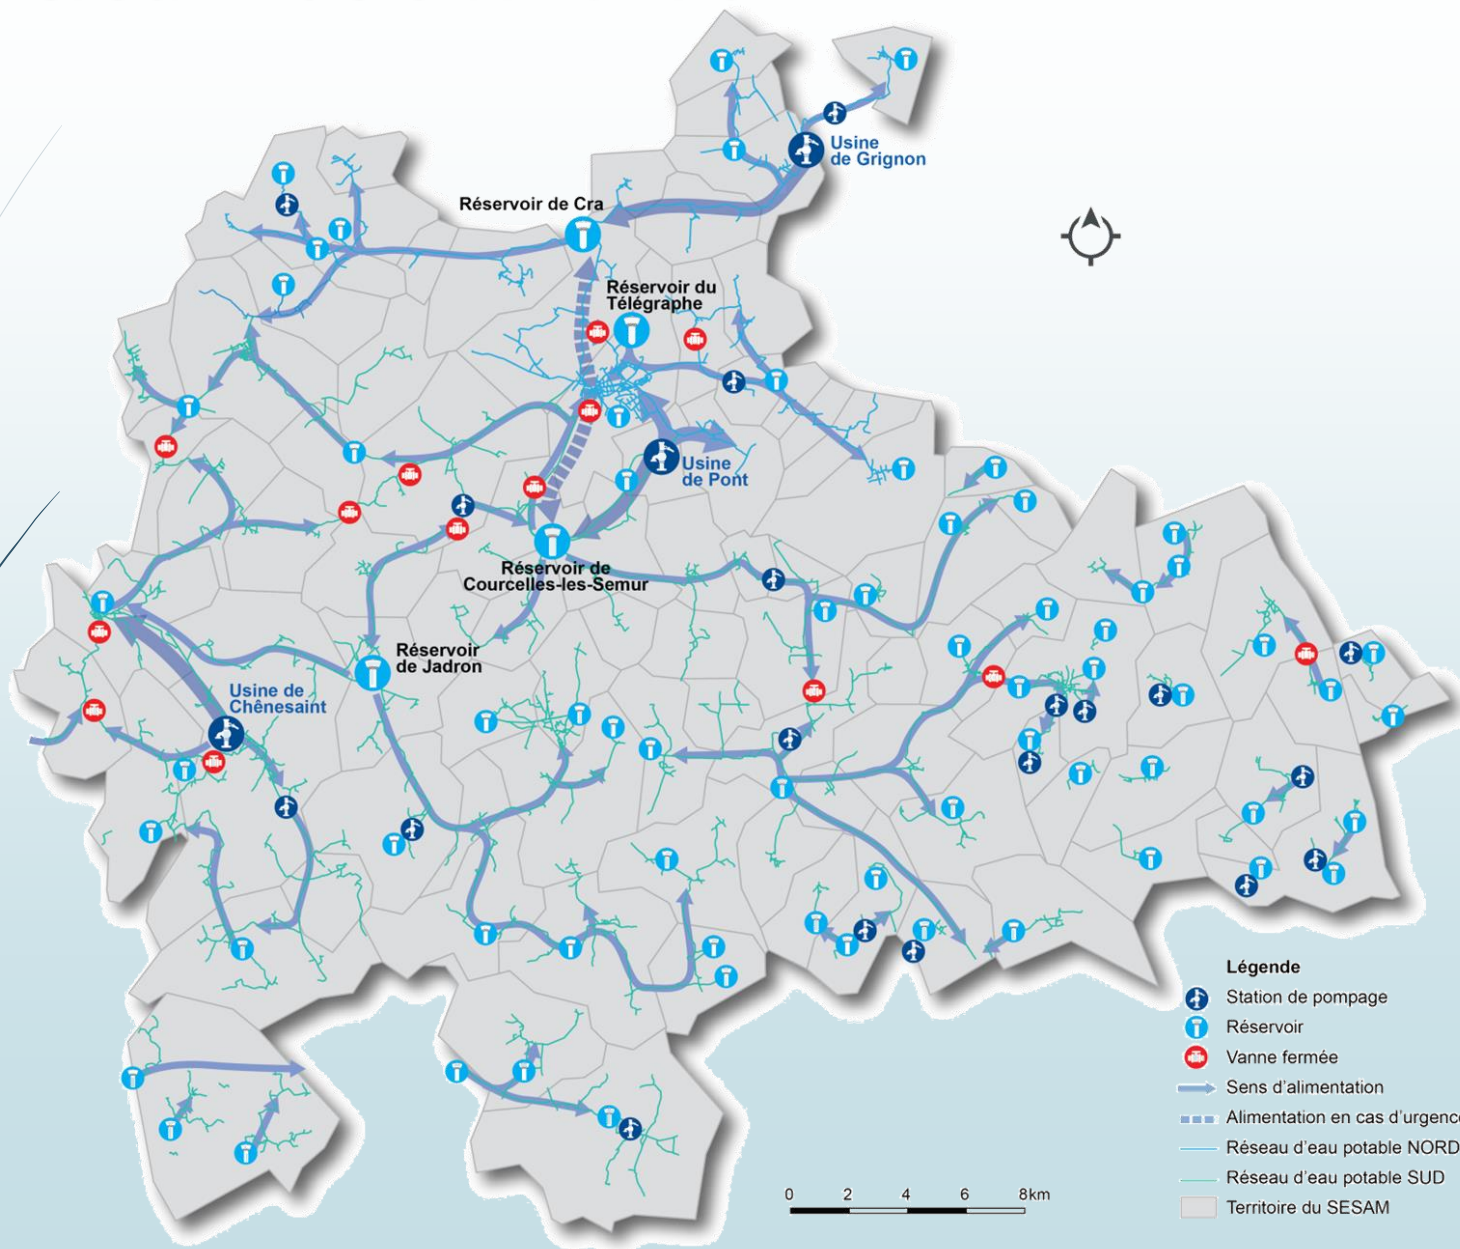 Usine
de Grignon
Réservoir de Cra
Réservoir du
Télégraphe
Usine
de Pont
Réservoir de
Courcelles-les-Semur
Réservoir
de Jadron
Usine de
Chênesaint
Légende
Station de pompage
Réservoir
Vanne fermée
Sens d'alimentation
Alimentation en cas d'urgence
Réseau d'eau potable NORD
Réseau d'eau potable SUD
Territoire du SESAM
0 2 4 6 8km